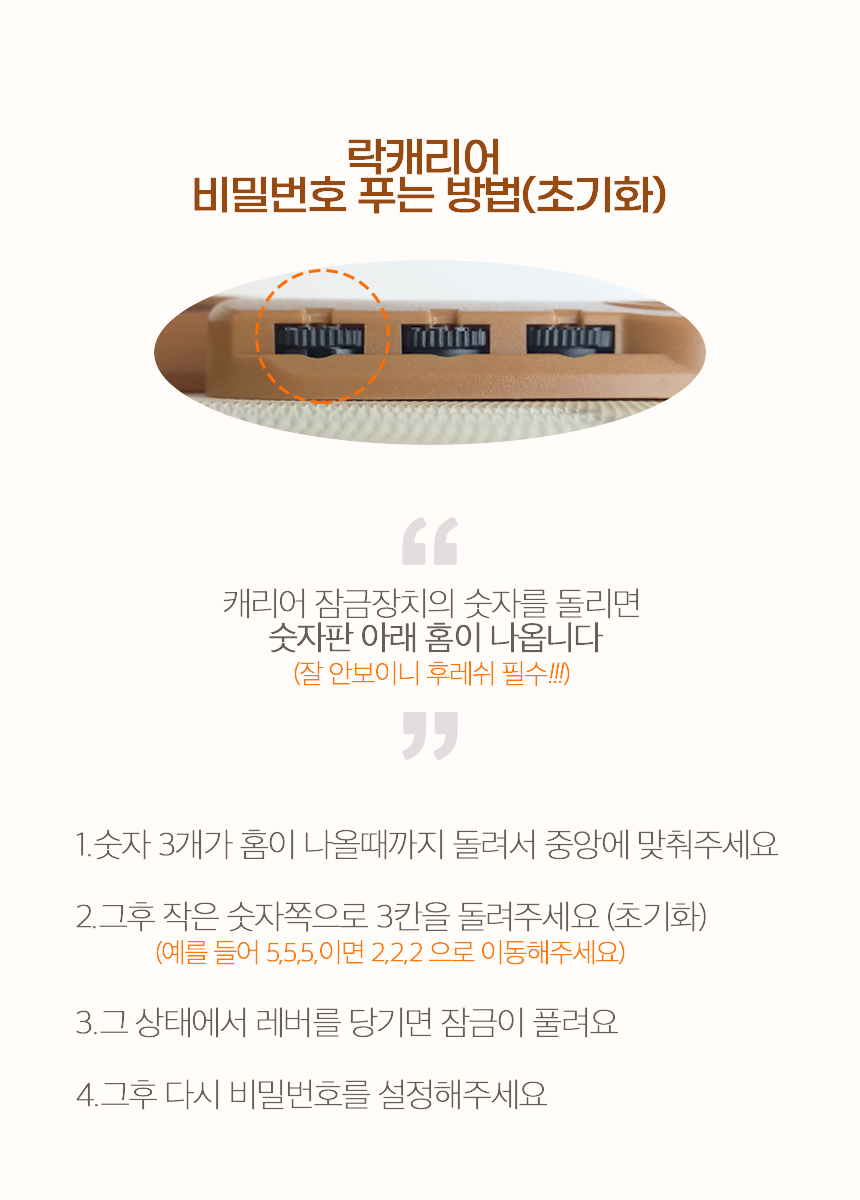 락캐리어
비밀번호 푸는 방법(초기화)
“
캐리어 잠금장치의 숫자를 돌리면
숫자판 아래 홈이 나옵니다
(잘 안보이니 후레쉬 필수!!!)
”
1.숫자 3개가 홈이 나올때까지 돌려서 중앙에 맞춰주세요
2.그후 작은 숫자쪽으로 3칸을 돌려주세요 (초기화)
(예를 들어 5,5,5,이면 2,2,2 으로 이동해주세요)
3.그 상태에서 레버를 당기면 잠금이 풀려요
4.그후 다시 비밀번호를 설정해주세요